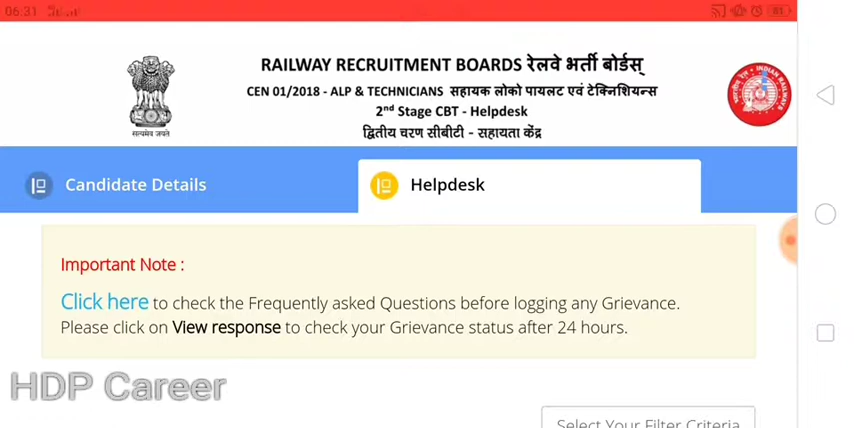 06.31
81
RAILWAY RECRUITMENT BOARDS रेलवे भर्ती बोर्डस्
CEN 01/2018 - ALP & TECHNICIANS सहायक लोको पायलट एवं टेक्निशियन्स
2nd Stage CBT - Helpdesk
द्वितीय चरण सीबीटी - सहायता केंद्र
सत्यमेव जयते
Candidate Details
Helpdesk
Important Note :
Click here to check the Frequently asked Questions before logging any Grievance.
Please click on View response to check your Grievance status after 24 hours.
HDP Career
Select Your Filter Criteria